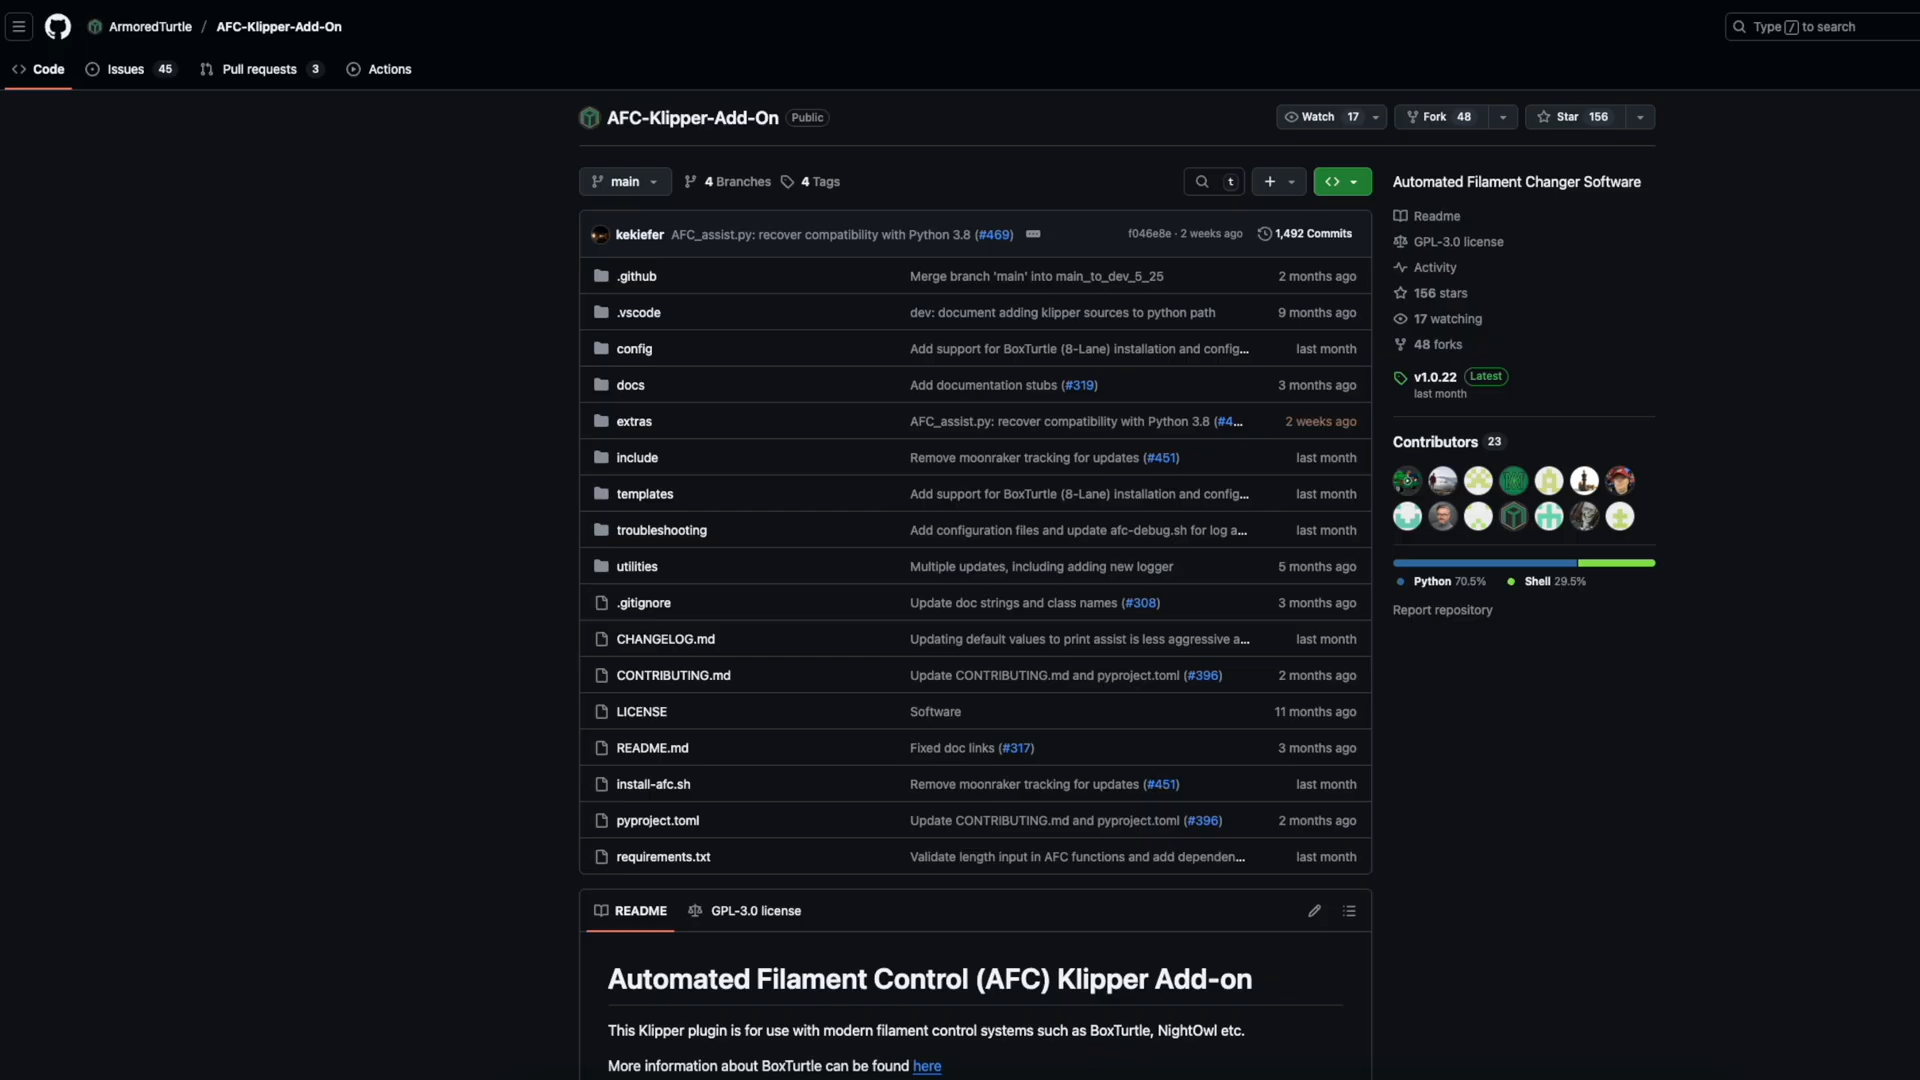 ArmoredTurtle / AFC-Klipper-Add-On
Type / to search
Code
Issues 45
Pull requests 3
Actions
AFC-Klipper-Add-On Public
Watch 17
Fork 48
Star 156
main
4 Branches
4 Tags
t
Automated Filament Changer Software
Readme
GPL-3.0 license
Activity
156 stars
17 watching
48 forks
v1.0.22 Latest
last month
kekiefer AFC_assist.py: recover compatibility with Python 3.8 (#469) f046e8e · 2 weeks ago 1,492 Commits
.github Merge branch 'main' into main_to_dev_5_25 2 months ago
.vscode dev: document adding klipper sources to python path 9 months ago
config Add support for BoxTurtle (8-Lane) installation and config... last month
docs Add documentation stubs (#319) 3 months ago
extras AFC_assist.py: recover compatibility with Python 3.8 (#4... 2 weeks ago
include Remove moonraker tracking for updates (#451) last month
templates Add support for BoxTurtle (8-Lane) installation and config... last month
troubleshooting Add configuration files and update afc-debug.sh for log a... last month
utilities Multiple updates, including adding new logger 5 months ago
.gitignore Update doc strings and class names (#308) 3 months ago
CHANGELOG.md Updating default values to print assist is less aggressive a... last month
CONTRIBUTING.md Update CONTRIBUTING.md and pyproject.toml (#396) 2 months ago
LICENSE Software 11 months ago
README.md Fixed doc links (#317) 3 months ago
install-afc.sh Remove moonraker tracking for updates (#451) last month
pyproject.toml Update CONTRIBUTING.md and pyproject.toml (#396) 2 months ago
requirements.txt Validate length input in AFC functions and add dependen... last month
Contributors 23
Python 70.5%
Shell 29.5%
Report repository
README
GPL-3.0 license
Automated Filament Control (AFC) Klipper Add-on
This Klipper plugin is for use with modern filament control systems such as BoxTurtle, NightOwl etc.
More information about BoxTurtle can be found here